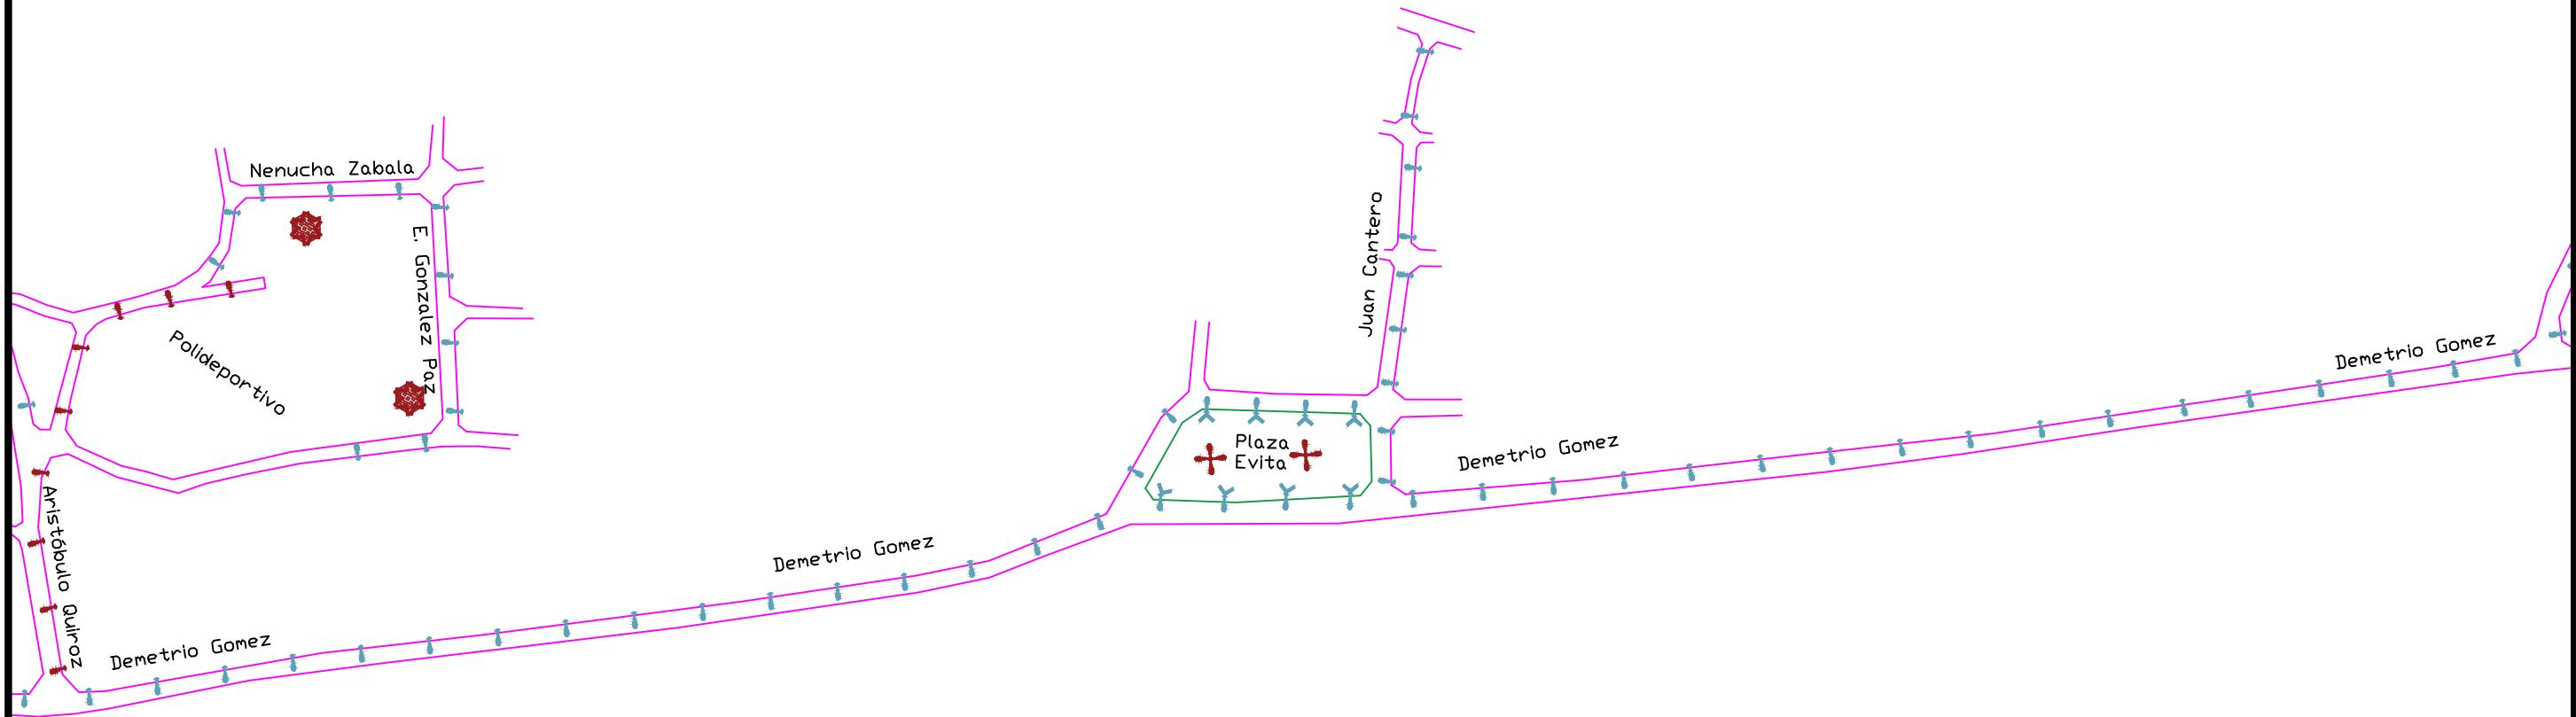 Nenucha Zabala
E. Gonzalez Paz
Juan Cantero
Polideportivo
Demetrio Gomez
Plaza
Evita
Demetrio Gomez
Aristóbulo Quiroz
Demetrio Gomez
Demetrio Gomez